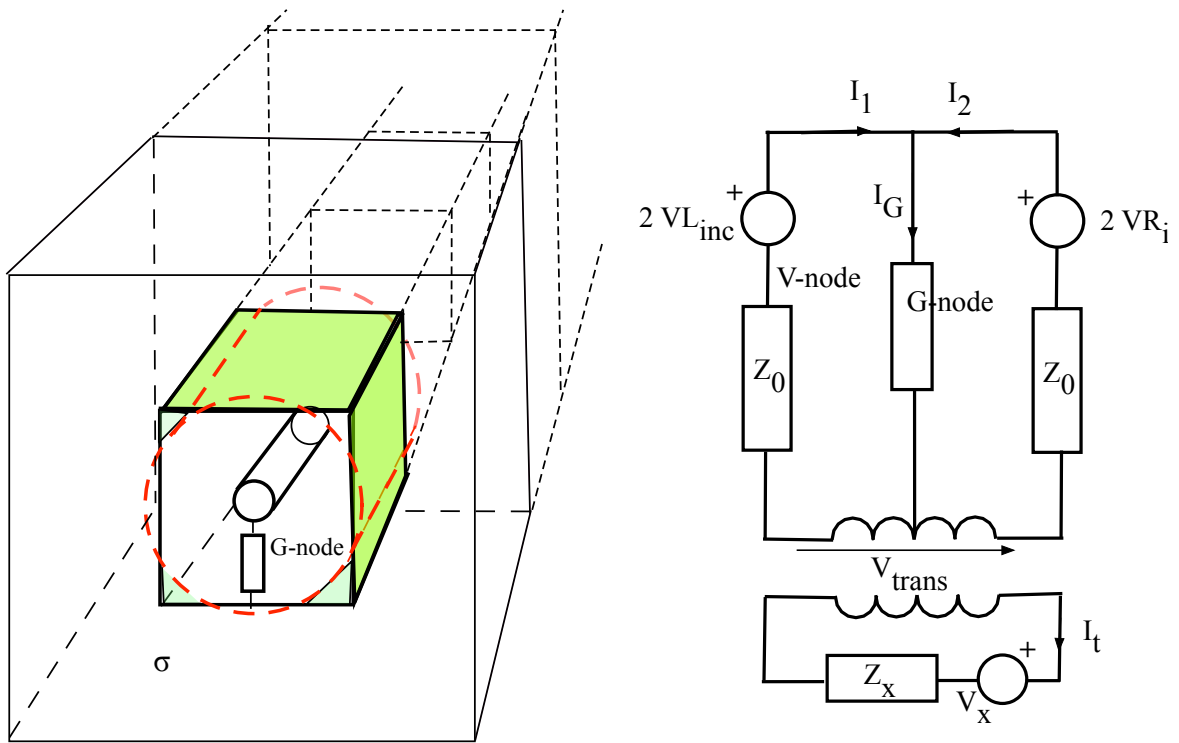 G-node
σ
I1 I2
+ +
IG
2 VLinc 2 VRi
V-node
G-node
Z0 Z0
Vtrans
It
+
Zx
Vx